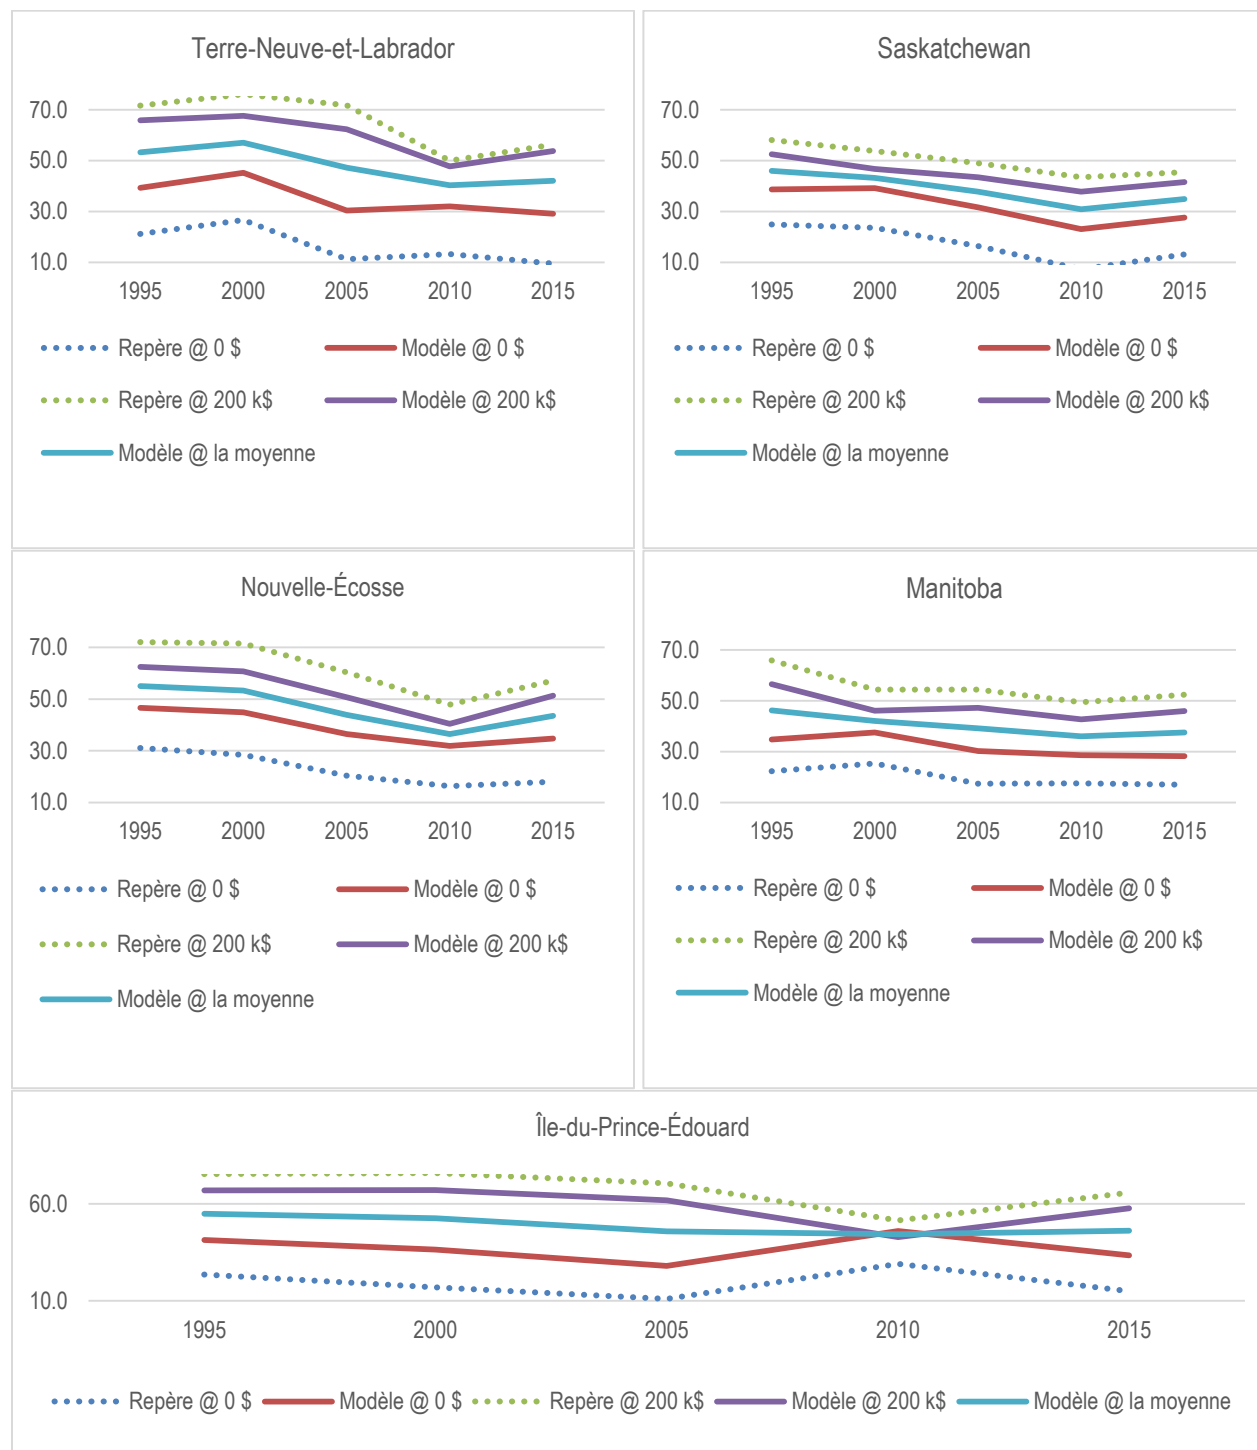 Terre-Neuve-et-Labrador
70.0
50.0
30.0
10.0
1995 2000 2005 2010 2015
Repère @ 0 $ Modèle @ 0 $
Repère @ 200 k$ Modèle @ 200 k$
Modèle @ la moyenne
Saskatchewan
70.0
50.0
30.0
10.0
1995 2000 2005 2010 2015
Repère @ 0 $ Modèle @ 0 $
Repère @ 200 k$ Modèle @ 200 k$
Modèle @ la moyenne
Nouvelle-Écosse
70.0
50.0
30.0
10.0
1995 2000 2005 2010 2015
Repère @ 0 $ Modèle @ 0 $
Repère @ 200 k$ Modèle @ 200 k$
Modèle @ la moyenne
Manitoba
70.0
50.0
30.0
10.0
1995 2000 2005 2010 2015
Repère @ 0 $ Modèle @ 0 $
Repère @ 200 k$ Modèle @ 200 k$
Modèle @ la moyenne
Île-du-Prince-Édouard
60.0
10.0
1995 2000 2005 2010 2015
Repère @ 0 $ Modèle @ 0 $ Repère @ 200 k$ Modèle @ 200 k$ Modèle @ la moyenne